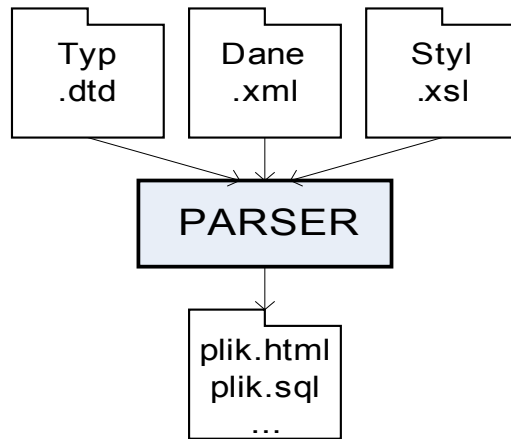 Typ
.dtd
Dane
.xml
Styl
.xsl
PARSER
plik.html
plik.sql
...